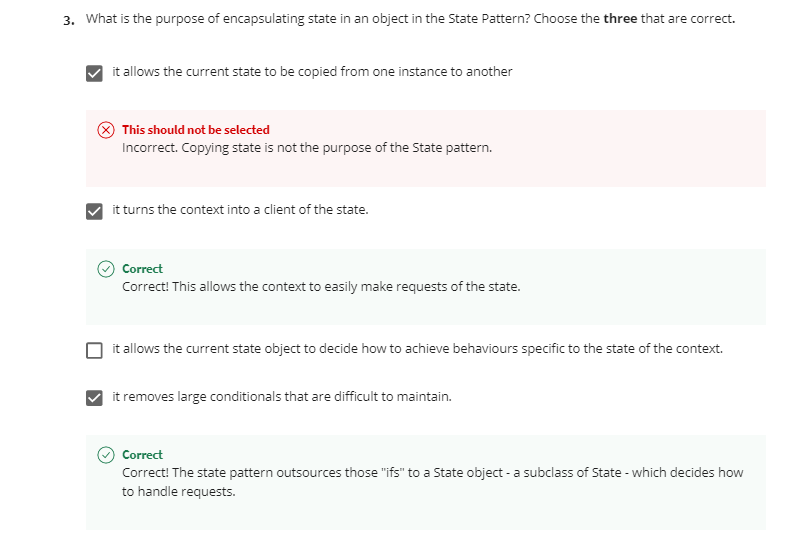 3. What is the purpose of encapsulating state in an object in the State Pattern? Choose the three that are correct.
it allows the current state to be copied from one instance to another
This should not be selected
Incorrect. Copying state is not the purpose of the State pattern.
it turns the context into a client of the state.
Correct
Correct! This allows the context to easily make requests of the state.
it allows the current state object to decide how to achieve behaviours specific to the state of the context.
it removes large conditionals that are difficult to maintain.
Correct
Correct! The state pattern outsources those "ifs" to a State object - a subclass of State - which decides how
to handle requests.